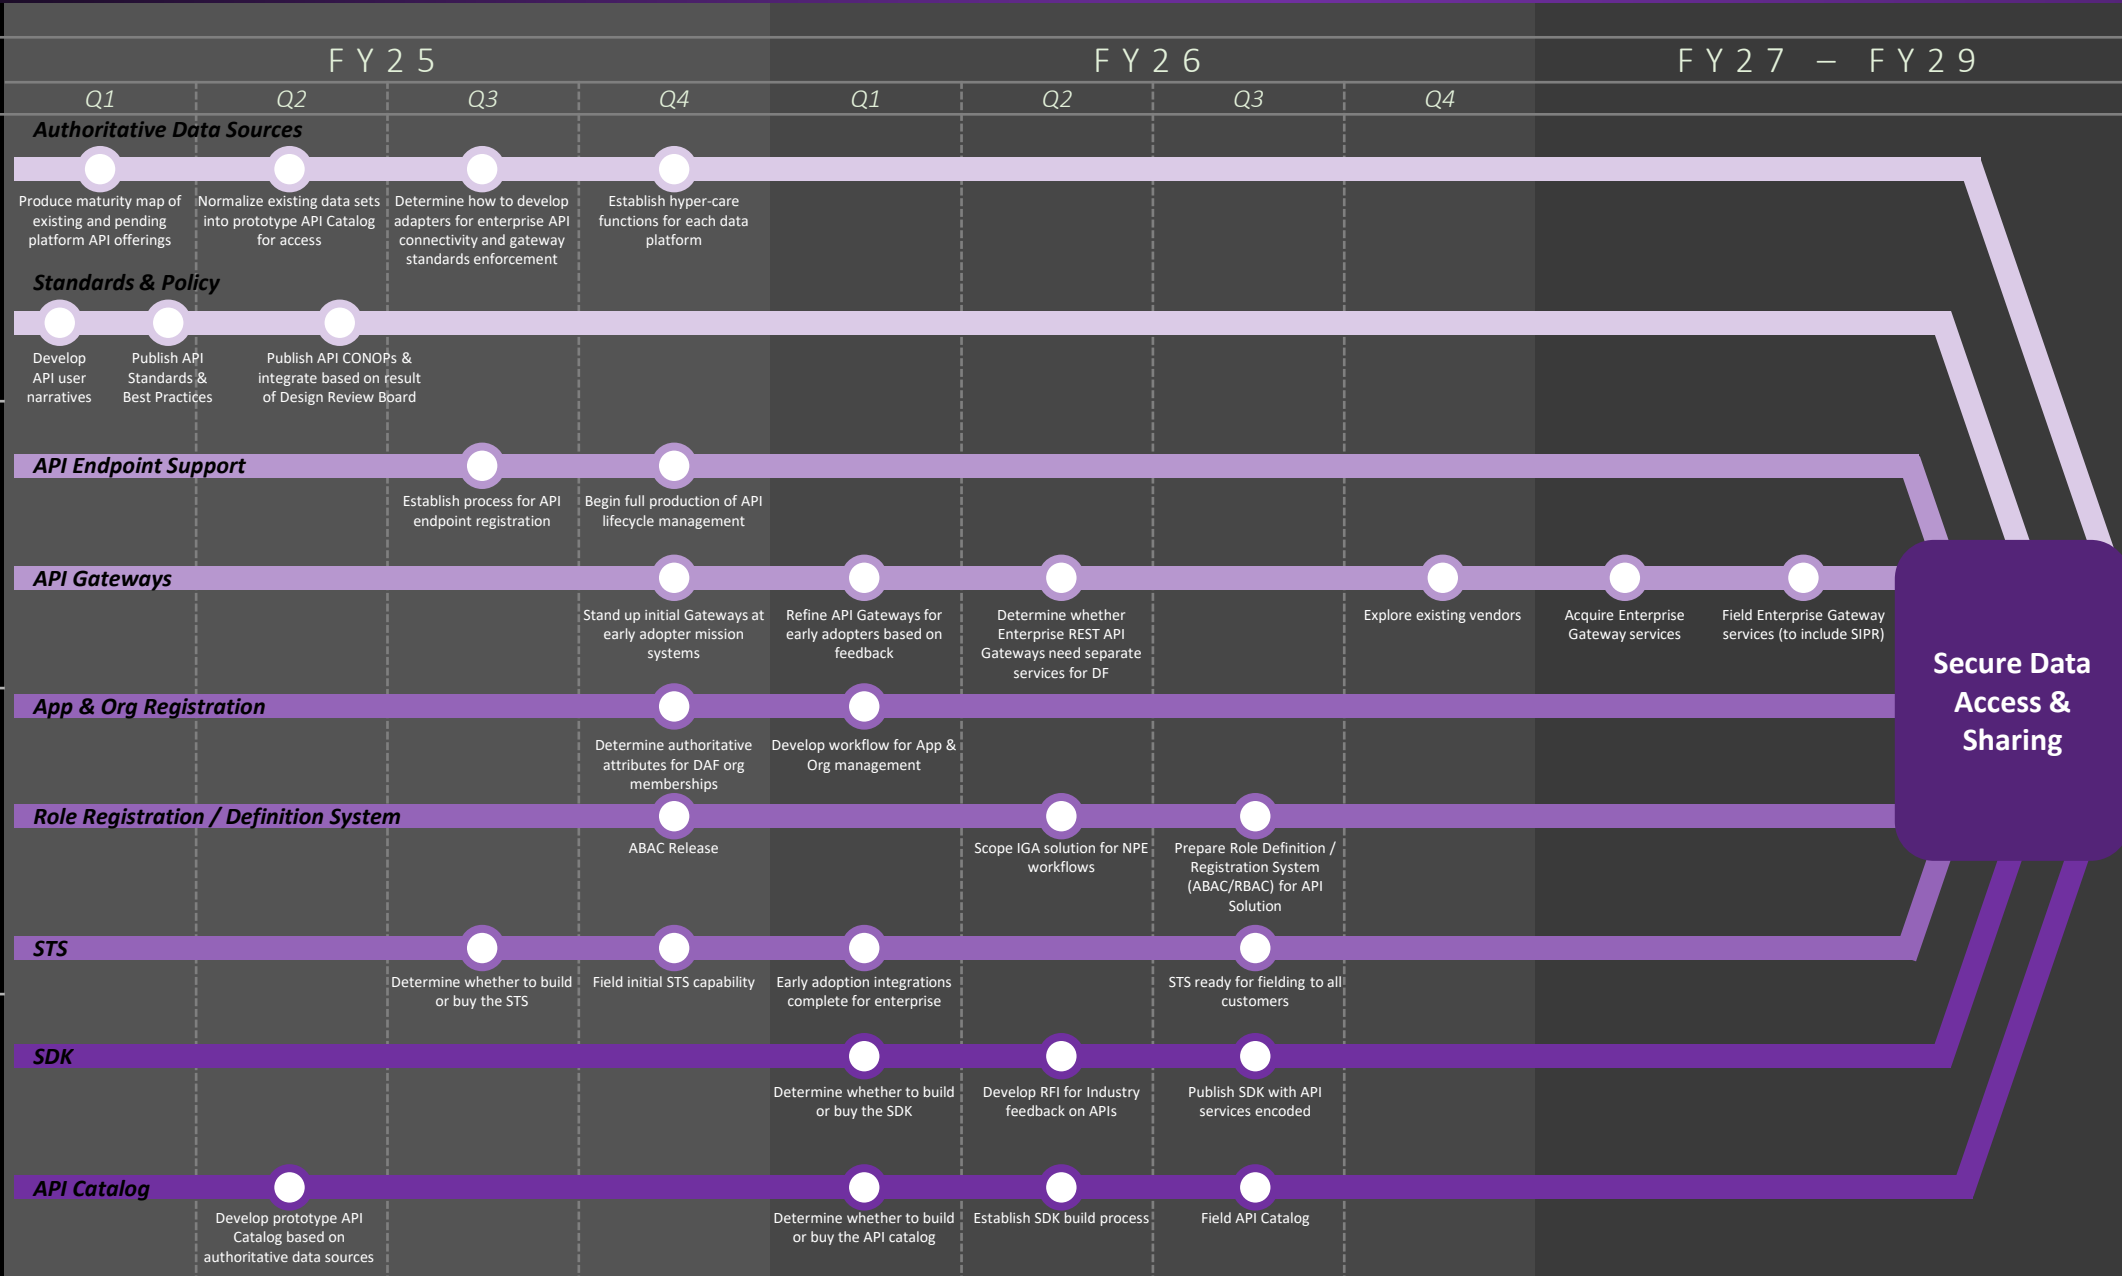 FY25
FY26
FY27 – FY29
Q1
Q2
Q3
Q4
Q1
Q2
Q3
Q4
Authoritative Data Sources
Produce maturity map of
existing and pending
platform API offerings
Normalize existing data sets
into prototype API Catalog
for access
Determine how to develop
adapters for enterprise API
connectivity and gateway
standards enforcement
Establish hyper-care
functions for each data
platform
Standards & Policy
Develop
API user
narratives
Publish API
Standards &
Best Practices
Publish API CONOPs &
integrate based on result
of Design Review Board
API Endpoint Support
Establish process for API
endpoint registration
Begin full production of API
lifecycle management
API Gateways
Stand up initial Gateways at
early adopter mission
systems
Refine API Gateways for
early adopters based on
feedback
Determine whether
Enterprise REST API
Gateways need separate
services for DF
Explore existing vendors
Acquire Enterprise
Gateway services
Field Enterprise Gateway
services (to include SIPR)
Secure Data
Access &
Sharing
App & Org Registration
Determine authoritative
attributes for DAF org
memberships
Develop workflow for App &
Org management
Role Registration / Definition System
ABAC Release
Scope IGA solution for NPE
workflows
Prepare Role Definition /
Registration System
(ABAC/RBAC) for API
Solution
STS
Determine whether to build
or buy the STS
Field initial STS capability
Early adoption integrations
complete for enterprise
STS ready for fielding to all
customers
SDK
Determine whether to build
or buy the SDK
Develop RFI for Industry
feedback on APIs
Publish SDK with API
services encoded
API Catalog
Develop prototype API
Catalog based on
authoritative data sources
Determine whether to build
or buy the API catalog
Establish SDK build process
Field API Catalog